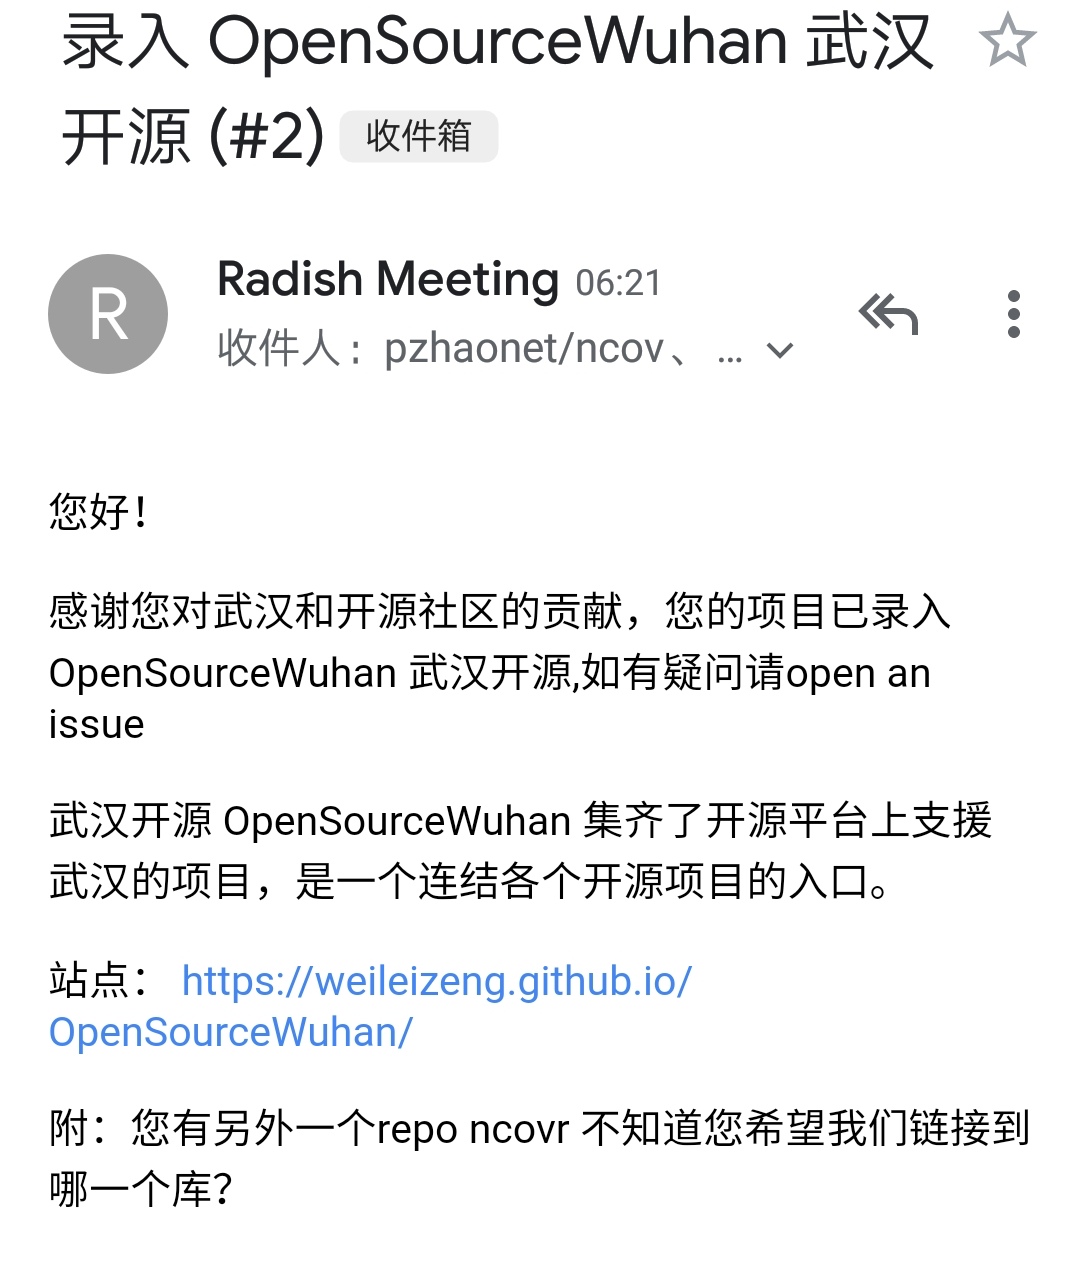 录入 OpenSourceWuhan 武汉
开源 (#2) 收件箱
R
Radish Meeting 06:21
收件人： pzhaonet/ncov 、 ...
您好！
感谢您对武汉和开源社区的贡献，您的项目已录入
OpenSourceWuhan 武汉开源,如有疑问请open an
issue
武汉开源 OpenSourceWuhan 集齐了开源平台上支援
武汉的项目，是一个连结各个开源项目的入口。
站点： https://weileizeng.github.io/
OpenSourceWuhan/
附：您有另外一个repo ncovr 不知道您希望我们链接到
哪一个库？